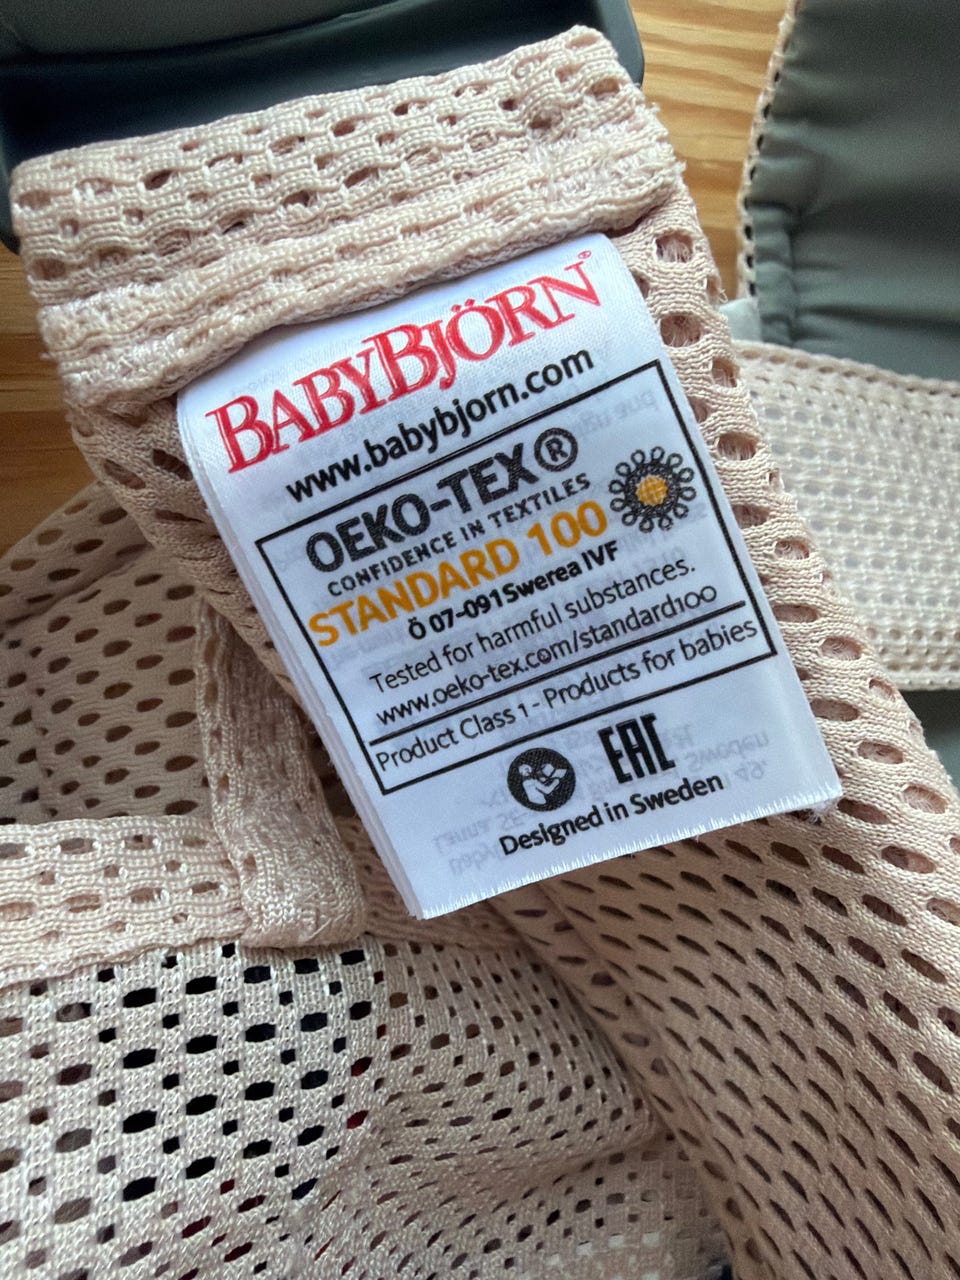 BABYBJÖRN®
www.babybjorn.com
OEKO-TEX®
CONFIDENCE IN TEXTILES
STANDARD 100
Ö 07-091 Swerea IVF
Tested for harmful substances.
www.oeko-tex.com/standard100
Product Class 1 - Products for babies
EAC
Designed in Sweden